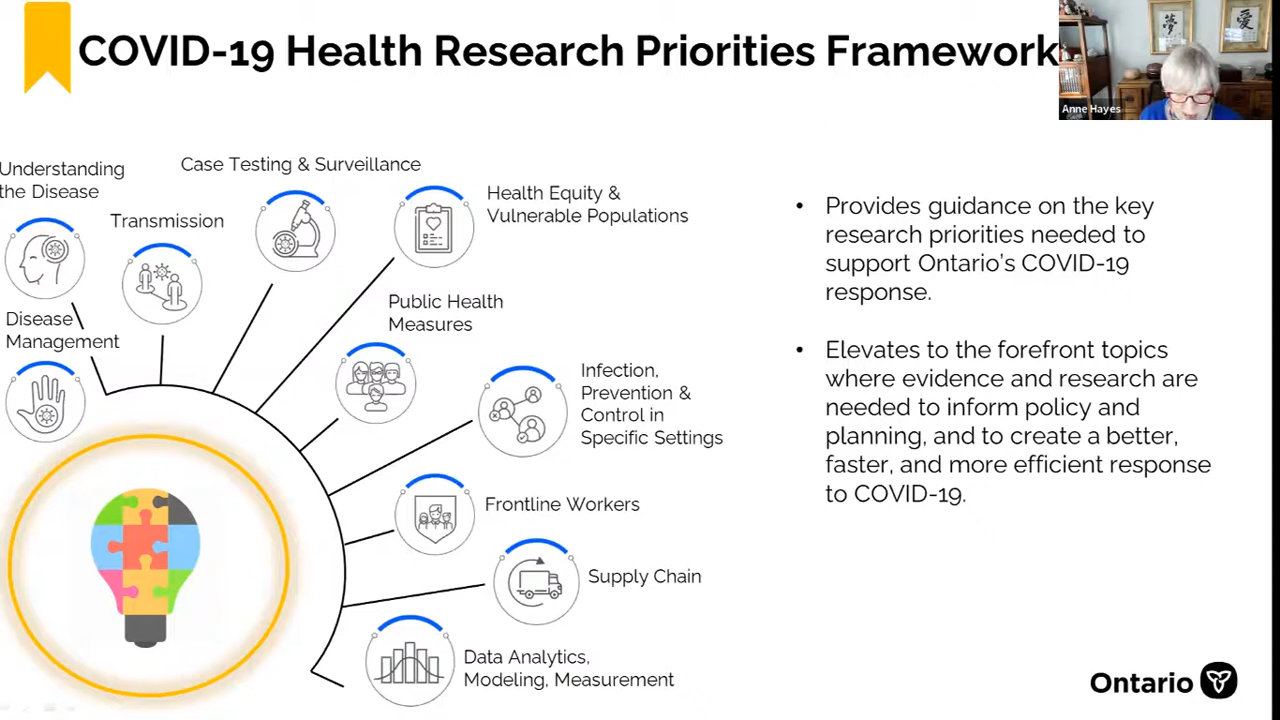 COVID-19 Health Research Priorities Framework
夢
愛
Anne Hayes
Understanding
the Disease
Case Testing & Surveillance
Transmission
Health Equity &
Vulnerable Populations
Disease
Management
Public Health
Measures
Infection,
Prevention &
Control in
Specific Settings
Frontline Workers
Supply Chain
Data Analytics,
Modeling, Measurement
• Provides guidance on the key
research priorities needed to
support Ontario's COVID-19
response.
• Elevates to the forefront topics
where evidence and research are
needed to inform policy and
planning, and to create a better,
faster, and more efficient response
to COVID-19.
Ontario